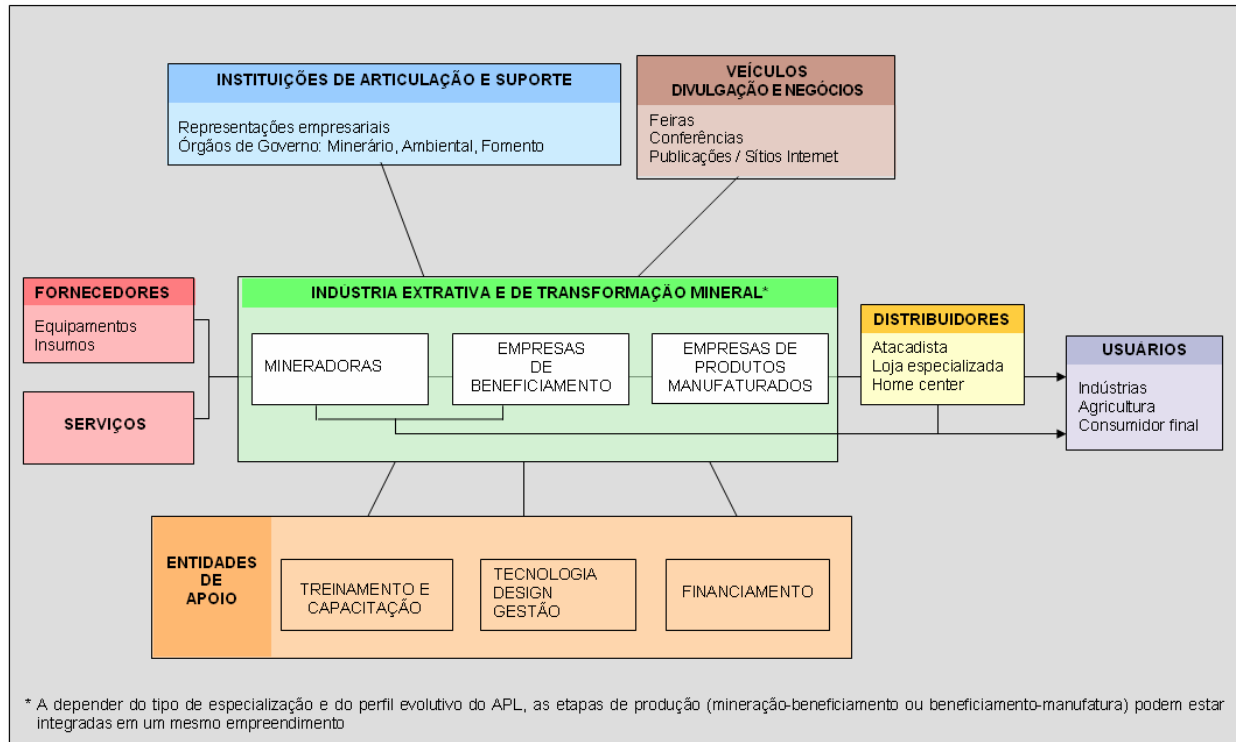 INSTITUIÇÕES DE ARTICULAÇÃO E SUPORTE
Representações empresariais
Órgãos de Governo: Minerário, Ambiental, Fomento
VEÍCULOS
DIVULGAÇÃO E NEGÓCIOS
Feiras
Conferências
Publicações / Sítios Internet
FORNECEDORES
Equipamentos
Insumos
SERVIÇOS
INDÚSTRIA EXTRATIVA E DE TRANSFORMAÇÃO MINERAL*
MINERADORAS
EMPRESAS
DE
BENEFICIAMENTO
EMPRESAS DE
PRODUTOS
MANUFATURADOS
DISTRIBUIDORES
Atacadista
Loja especializada
Home center
USUÁRIOS
Indústrias
Agricultura
Consumidor final
ENTIDADES
DE
APOIO
TREINAMENTO E
CAPACITAÇÃO
TECNOLOGIA
DESIGN
GESTÃO
FINANCIAMENTO
* A depender do tipo de especialização e do perfil evolutivo do APL, as etapas de produção (mineração-beneficiamento ou beneficiamento-manufatura) podem estar
integradas em um mesmo empreendimento